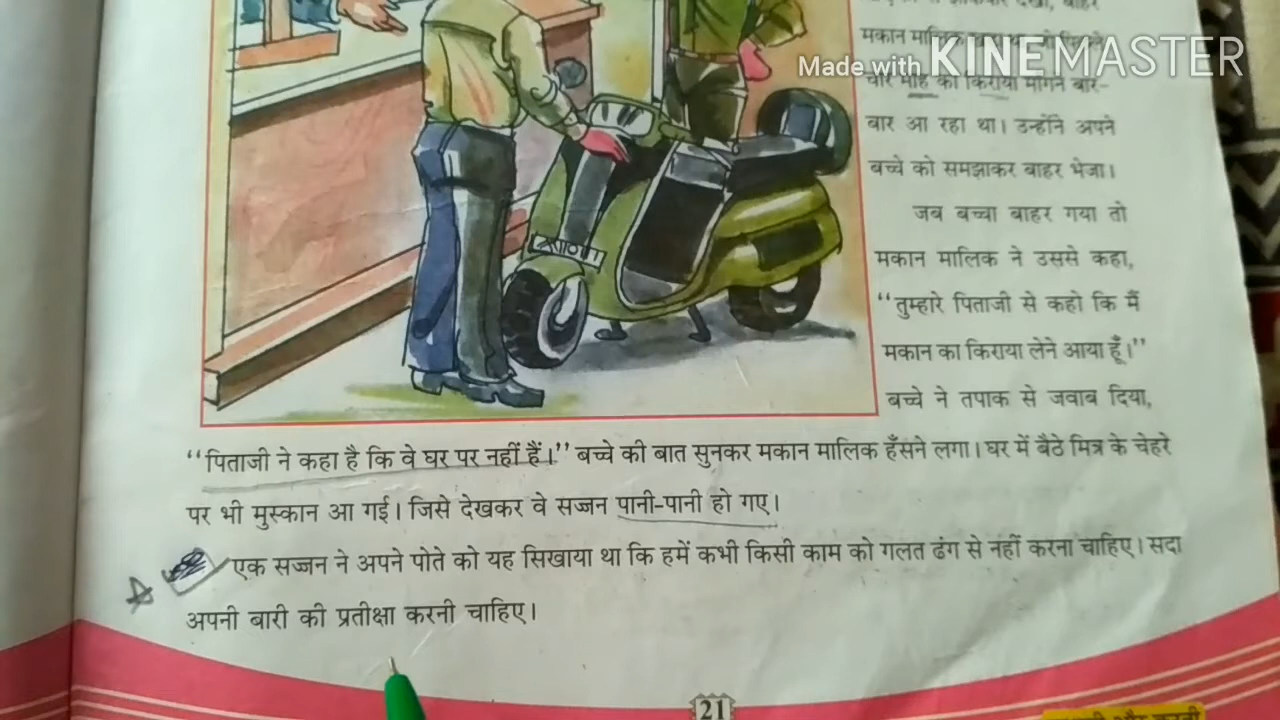 Made with KINEMASTER
मकान मालिक
चार माह का किराया मांगने बार-
बार आ रहा था। उन्होंने अपने
बच्चे को समझाकर बाहर भेजा।
जब बच्चा बाहर गया तो
मकान मालिक ने उससे कहा,
“तुम्हारे पिताजी से कहो कि मैं
मकान का किराया लेने आया हूँ।”
बच्चे ने तपाक से जवाब दिया,
“पिताजी ने कहा है कि वे घर पर नहीं हैं।” बच्चे की बात सुनकर मकान मालिक हँसने लगा। घर में बैठे मित्र के चेहरे
पर भी मुस्कान आ गई। जिसे देखकर वे सज्जन पानी-पानी हो गए।
एक सज्जन ने अपने पोते को यह सिखाया था कि हमें कभी किसी काम को गलत ढंग से नहीं करना चाहिए। सदा
अपनी बारी की प्रतीक्षा करनी चाहिए।
21